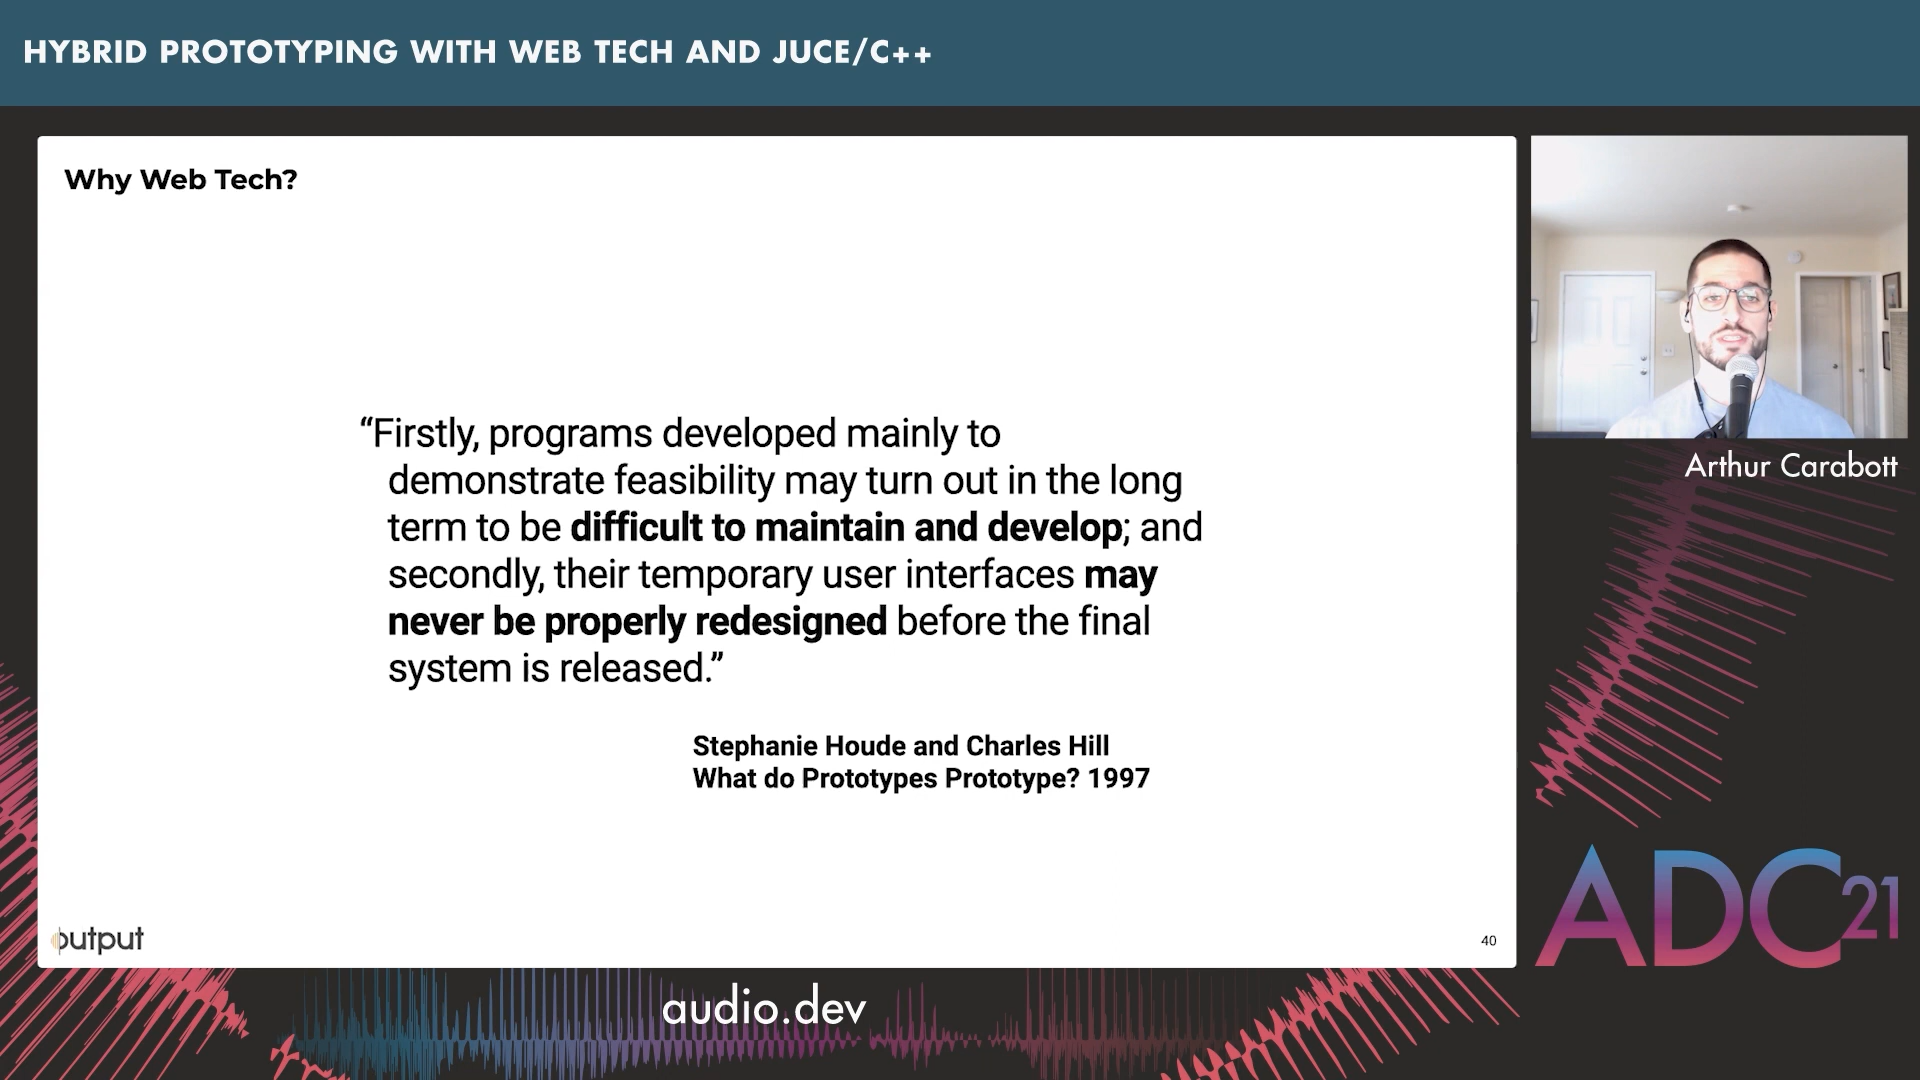 HYBRID PROTOTYPING WITH WEB TECH AND JUCE/C++
Why Web Tech?
“Firstly, programs developed mainly to
demonstrate feasibility may turn out in the long
term to be difficult to maintain and develop; and
secondly, their temporary user interfaces may
never be properly redesigned before the final
system is released.”
Stephanie Houde and Charles Hill
What do Prototypes Prototype? 1997
output
40
Arthur Carabott
ADC21
audio.dev